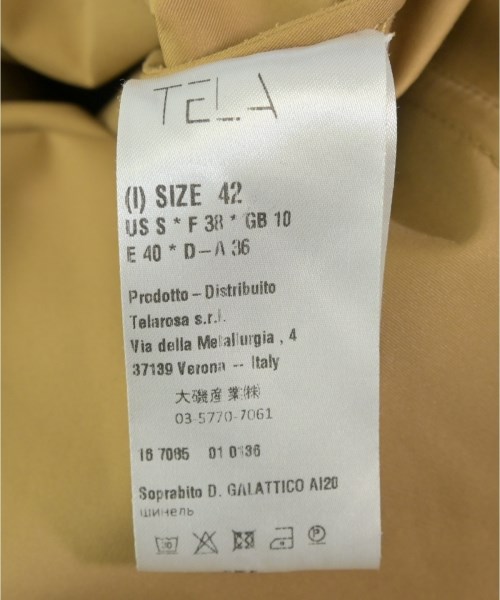 TELA
(I) SIZE 42
US S * F 38 * GB 10
E 40 * D-A 36
Prodotto - Distribuito
Telarosa s.r.l.
Via della Metallurgia , 4
37139 Verona -- Italy
大磯産業㈱
03-5770-7061
16 7095 01 0136
Soprabito D. GALATTICO AI20
шинель